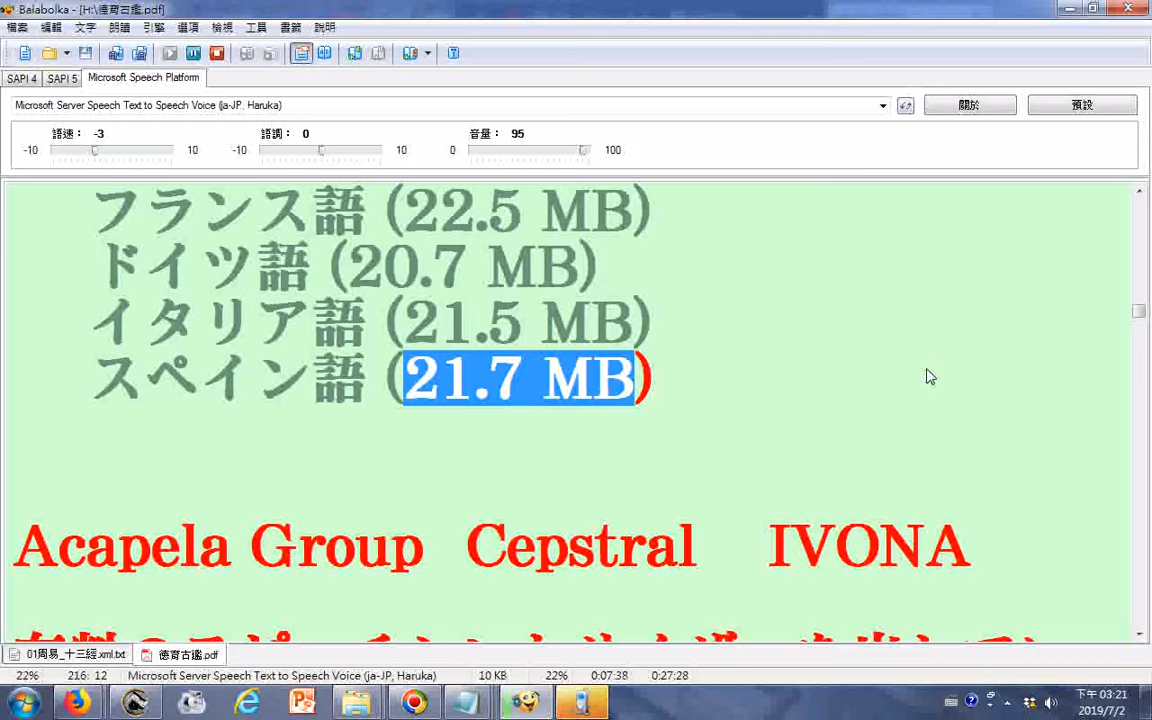 Balabolka - [H:\德育古鑑.pdf]
檔案 編輯 文字 朗讀 引擎 選項 檢視 工具 書籤 說明
SAPI 4 SAPI 5 Microsoft Speech Platform
Microsoft Server Speech Text to Speech Voice (ja-JP, Haruka) 關於 預設
語速： -3 語調： 0 音量： 95
-10 10 -10 10 0 100
フランス語 (22.5 MB)
ドイツ語 (20.7 MB)
イタリア語 (21.5 MB)
スペイン語 (21.7 MB)
Acapela Group Cepstral IVONA
01周易_十三經.xml.txt 德育古鑑.pdf
22% 216: 12 Microsoft Server Speech Text to Speech Voice (ja-JP, Haruka) 10 KB 22% 0:07:38 0:27:28
下午 03:21
2019/7/2